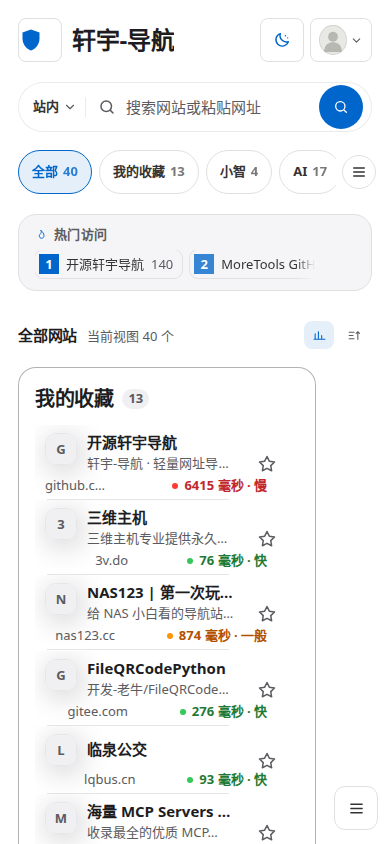 轩宇-导航
站内 搜索网站或粘贴网址
全部 40 我的收藏 13 小智 4 AI 17
热门访问
1 开源轩宇导航 140 2 MoreTools GitH
全部网站 当前视图 40 个
我的收藏 13
G 开源轩宇导航
轩宇-导航 · 轻量网址导...
github.c... 6415 毫秒 · 慢
3 三维主机
三维主机专业提供永久...
3v.do 76 毫秒 · 快
N NAS123 | 第一次玩...
给 NAS 小白看的导航站...
nas123.cc 874 毫秒 · 一般
G FileQRCodePython
开发-老牛/FileQRCode...
gitee.com 276 毫秒 · 快
L 临泉公交
lqbus.cn 93 毫秒 · 快
M 海量 MCP Servers ...
收录最全的优质 MCP...